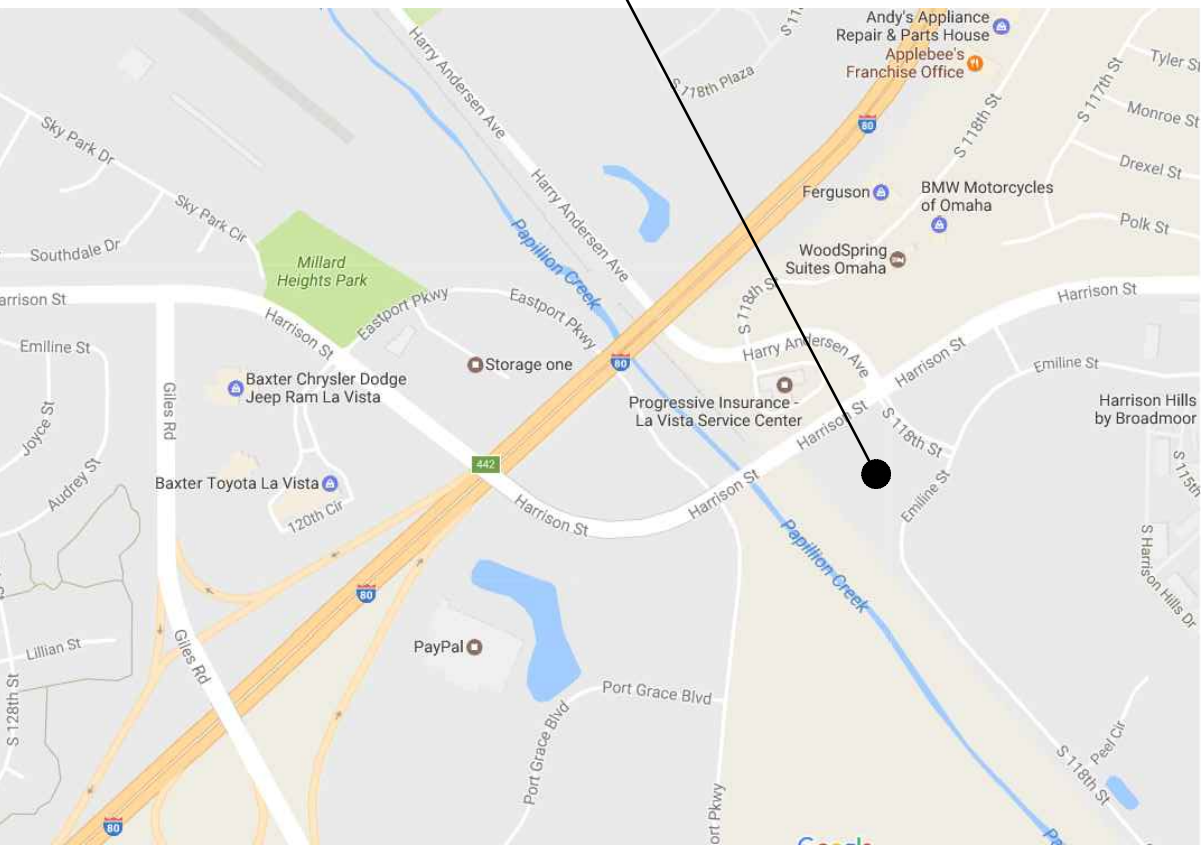 Andy's Appliance
Repair & Parts House
Applebee's
Franchise Office
Harry Andersen Ave
S 118th Plaza
Tyler St
S 117th St
Monroe St
S 118th St
80
Sky Park Dr
Drexel St
Harry Andersen Ave
Ferguson
BMW Motorcycles
of Omaha
Sky Park Cir
Polk St
Southdale Dr
Papillion Creek
WoodSpring
Suites Omaha
Millard
Heights Park
S 118th St
Harrison St
arrison St
Eastport Pkwy
Eastport Pkwy
Harrison St
Emiline St
Harry Andersen Ave
Harrison St
80
Storage one
Emiline St
Baxter Chrysler Dodge
Jeep Ram La Vista
Giles Rd
Progressive Insurance -
La Vista Service Center
Harrison Hills
by Broadmoor
Joyce St
Harrison St
S 118th St
442
Audrey St
Baxter Toyota La Vista
120th Cir
Harrison St
Harrison St
Emiline St
S 115th
Papillion Creek
S Harrison Hills Dr
80
Giles Rd
PayPal
Lillian St
S 128th St
Port Grace Blvd
Port Grace Blvd
Peel Cir
S 118th St
ort Pkwy
80
Google
Pa